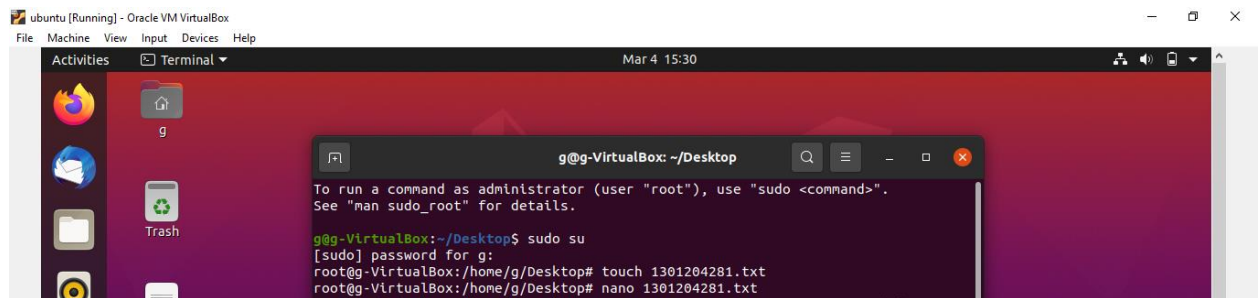 ubuntu [Running] - Oracle VM VirtualBox
File Machine View Input Devices Help
Activities Terminal Mar 4 15:30
g
Trash
g@g-VirtualBox: ~/Desktop
To run a command as administrator (user "root"), use "sudo <command>".
See "man sudo_root" for details.
g@g-VirtualBox:~/Desktop$ sudo su
[sudo] password for g:
root@g-VirtualBox:/home/g/Desktop# touch 1301204281.txt
root@g-VirtualBox:/home/g/Desktop# nano 1301204281.txt